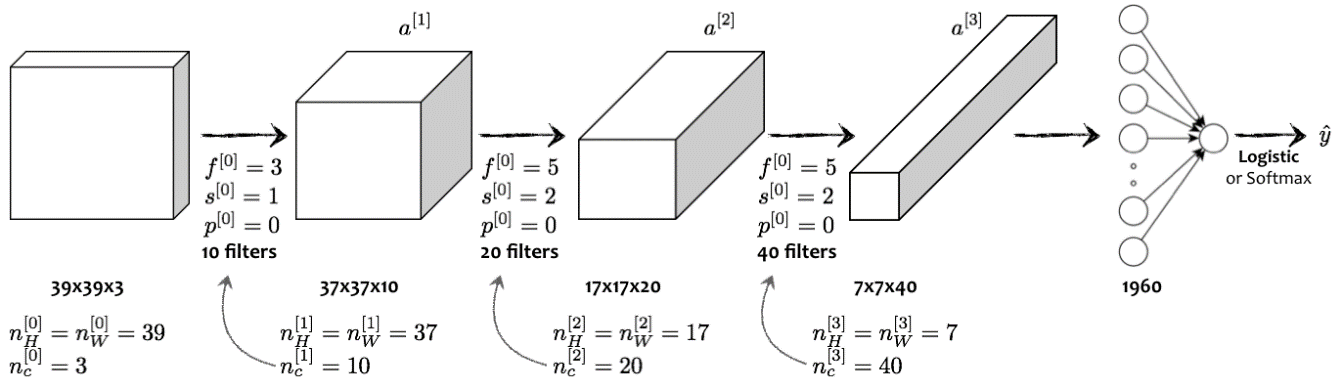 a^{[1]}
a^{[2]}
a^{[3]}
f^{[0]} = 3
s^{[0]} = 1
p^{[0]} = 0
10 filters
f^{[0]} = 5
s^{[0]} = 2
p^{[0]} = 0
20 filters
f^{[0]} = 5
s^{[0]} = 2
p^{[0]} = 0
40 filters
ŷ
Logistic
or Softmax
39x39x3
37x37x10
17x17x20
7x7x40
1960
n_H^{[0]} = n_W^{[0]} = 39
n_c^{[0]} = 3
n_H^{[1]} = n_W^{[1]} = 37
n_c^{[1]} = 10
n_H^{[2]} = n_W^{[2]} = 17
n_c^{[2]} = 20
n_H^{[3]} = n_W^{[3]} = 7
n_c^{[3]} = 40